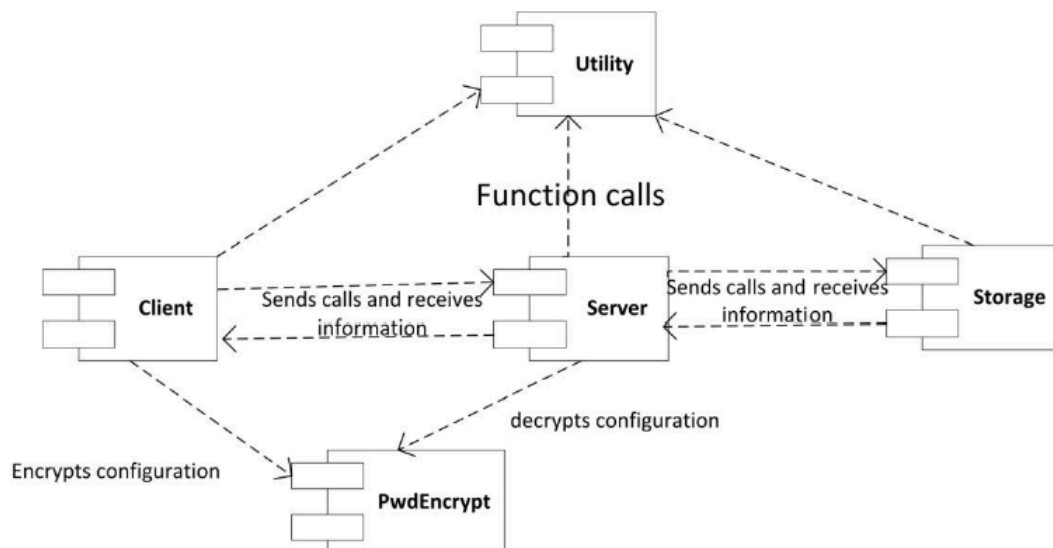 Utility
Function calls
Client
Sends calls and receives
information
Server
Sends calls and receives
information
Storage
decrypts configuration
Encrypts configuration
PwdEncrypt